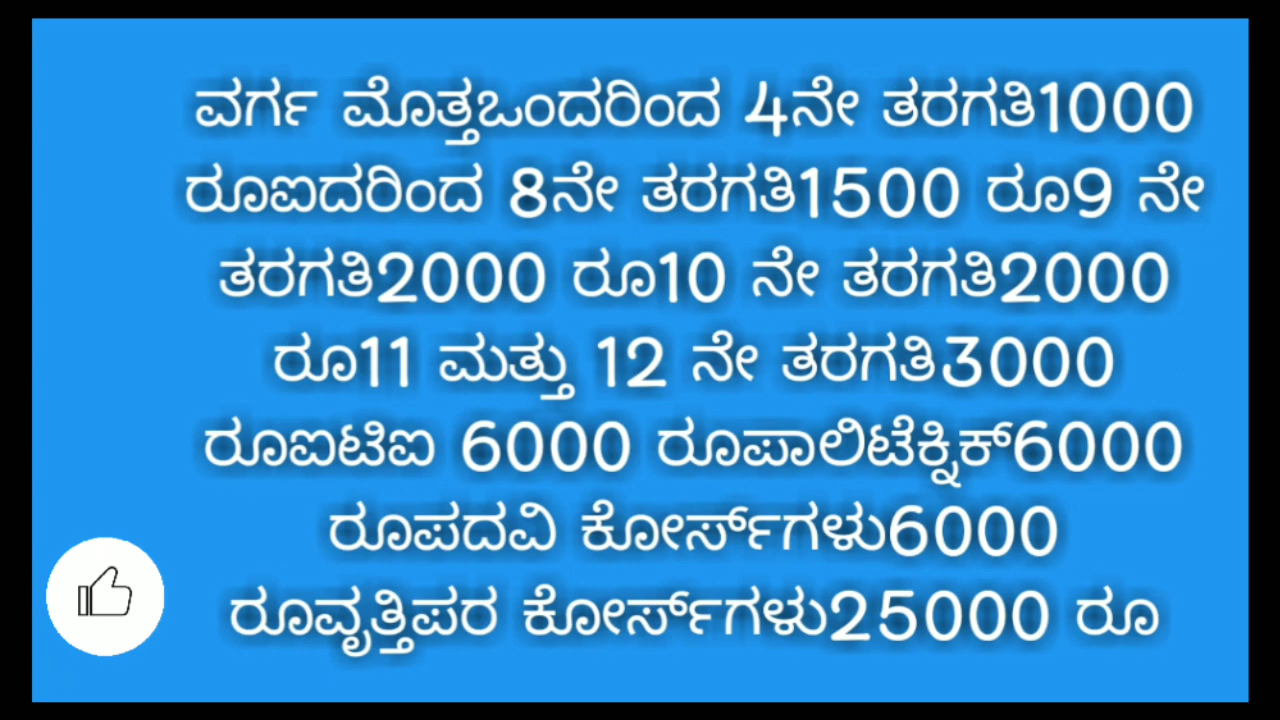 ವರ್ಗ ಮೊತ್ತಒಂದರಿಂದ 4ನೇ ತರಗತಿ1000
ರೂಐದರಿಂದ 8ನೇ ತರಗತಿ1500 ರೂ9 ನೇ
ತರಗತಿ2000 ರೂ10 ನೇ ತರಗತಿ2000
ರೂ11 ಮತ್ತು 12 ನೇ ತರಗತಿ3000
ರೂಐಟಿಐ 6000 ರೂಪಾಲಿಟೆಕ್ನಿಕ್6000
ರೂಪದವಿ ಕೋರ್ಸ್‌ಗಳು6000
ರೂವೃತ್ತಿಪರ ಕೋರ್ಸ್‌ಗಳು25000 ರೂ